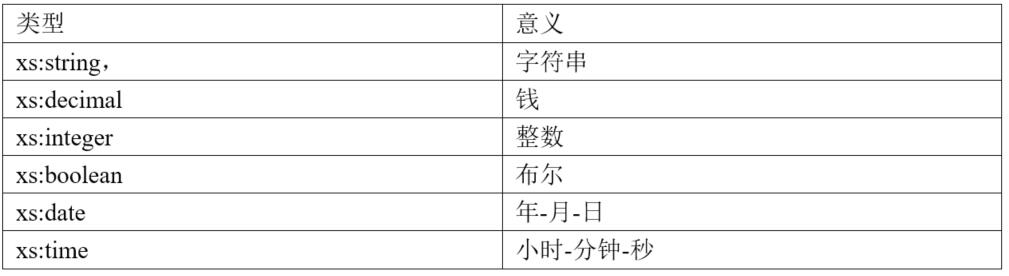 类型 意义
xs:string， 字符串
xs:decimal 钱
xs:integer 整数
xs:boolean 布尔
xs:date 年-月-日
xs:time 小时-分钟-秒